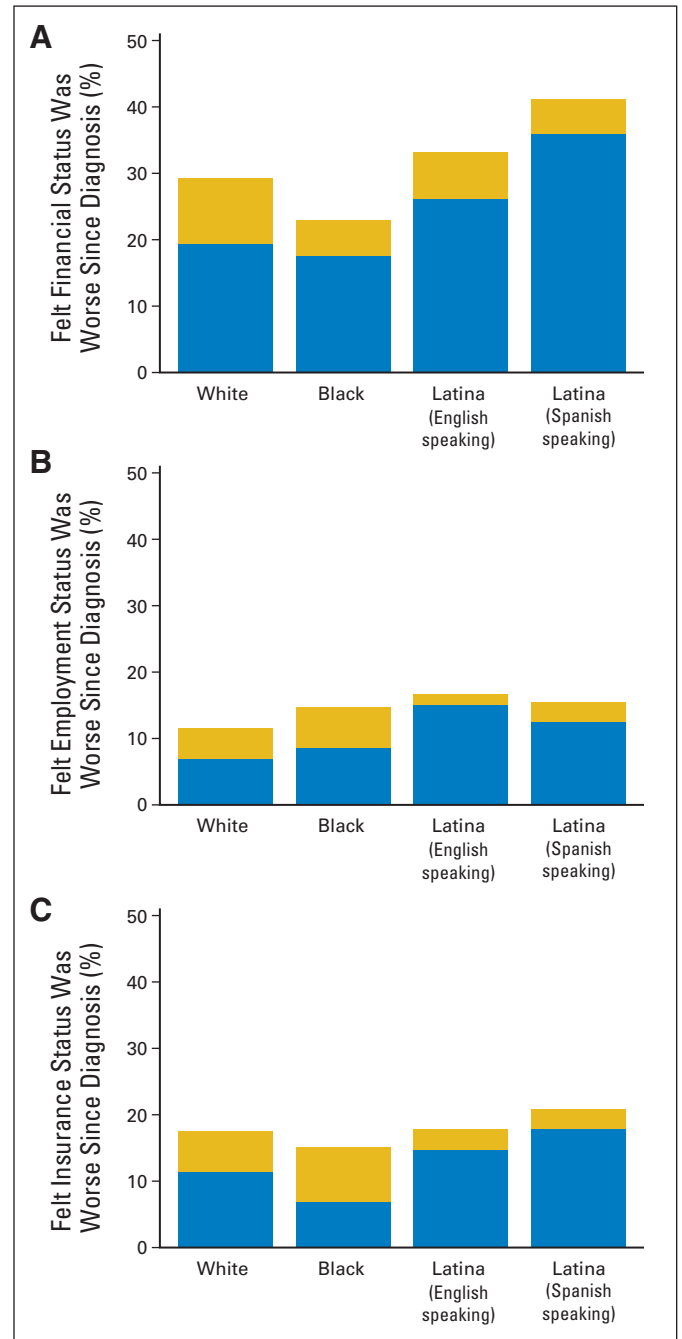 A
Felt Financial Status Was
Worse Since Diagnosis (%)
50
40
30
20
10
0
White
Black
Latina
(English
speaking)
Latina
(Spanish
speaking)
B
Felt Employment Status Was
Worse Since Diagnosis (%)
50
40
30
20
10
0
White
Black
Latina
(English
speaking)
Latina
(Spanish
speaking)
C
Felt Insurance Status Was
Worse Since Diagnosis (%)
50
40
30
20
10
0
White
Black
Latina
(English
speaking)
Latina
(Spanish
speaking)